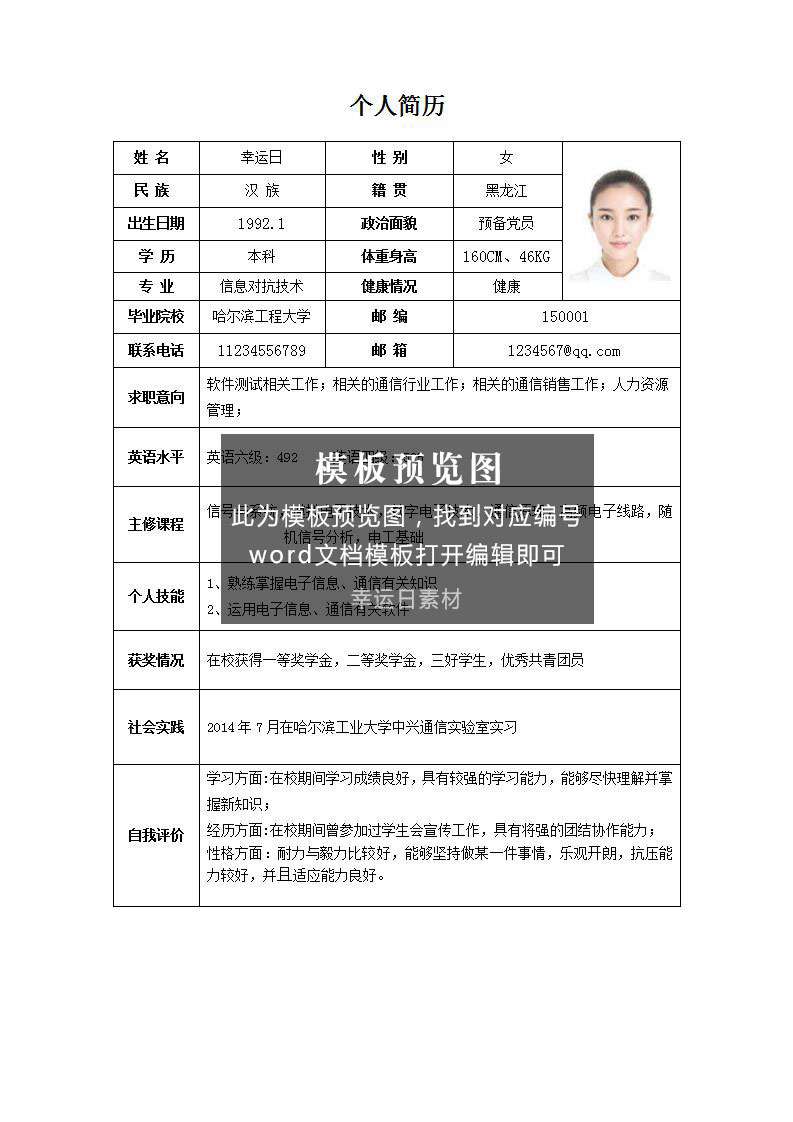 个人简历
姓 名 幸运日 性 别 女
民 族 汉 族 籍 贯 黑龙江
出生日期 1992.1 政治面貌 预备党员
学 历 本科 体重身高 160CM、46KG
专 业 信息对抗技术 健康情况 健康
毕业院校 哈尔滨工程大学 邮 编 150001
联系电话 11234556789 邮 箱 1234567@qq.com
求职意向 软件测试相关工作；相关的通信行业工作；相关的通信销售工作；人力资源
管理；
英语水平 英语六级：492
模板预览图
主修课程 信号 电子线路，随
此为模板预览图，找到对应编号
机信号分析，电工基础
word文档模板打开编辑即可
个人技能 1、熟练掌握电子信息、通信有关知识
2、运用电子信息、通信有关软件
幸运日素材
获奖情况 在校获得一等奖学金，二等奖学金，三好学生，优秀共青团员
社会实践 2014年7月在哈尔滨工业大学中兴通信实验室实习
自我评价 学习方面:在校期间学习成绩良好，具有较强的学习能力，能够尽快理解并掌
握新知识；
经历方面:在校期间曾参加过学生会宣传工作，具有将强的团结协作能力；
性格方面：耐力与毅力比较好，能够坚持做某一件事情，乐观开朗，抗压能
力较好，并且适应能力良好。